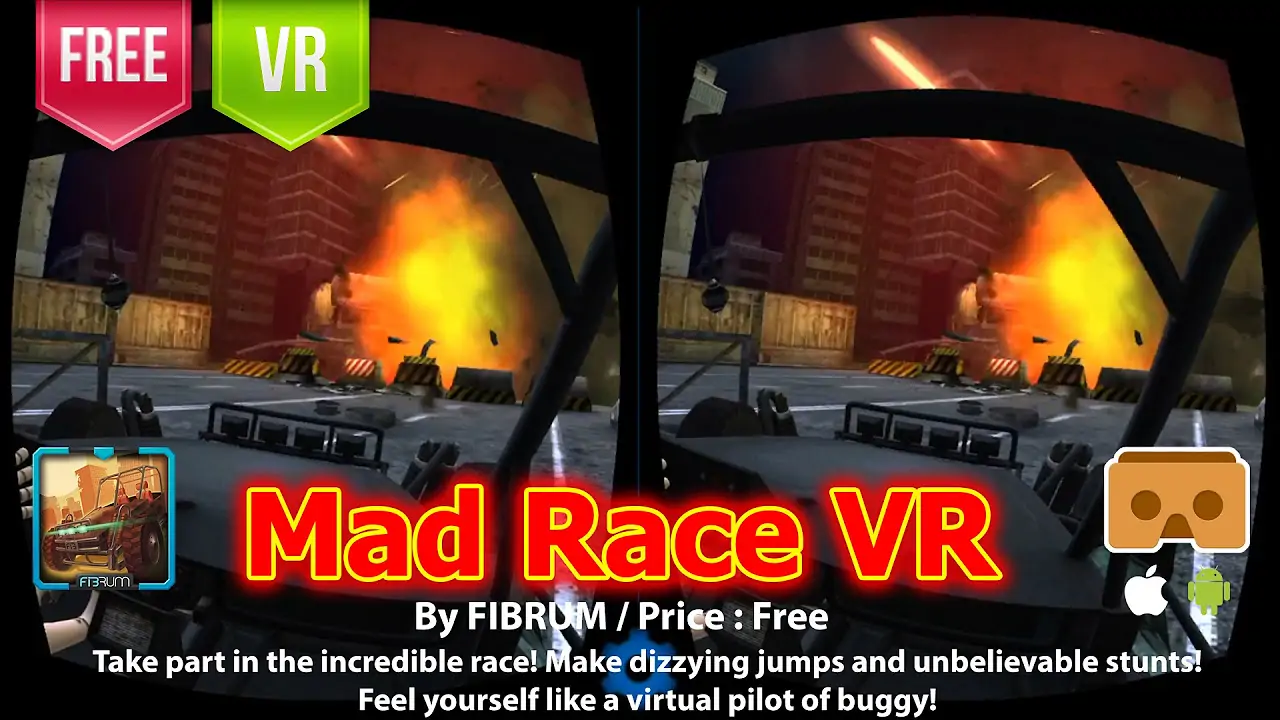 FREE
VR
FIBRUM
Mad Race VR
By FIBRUM / Price : Free
Take part in the incredible race! Make dizzying jumps and unbelievable stunts!
Feel yourself like a virtual pilot of buggy!